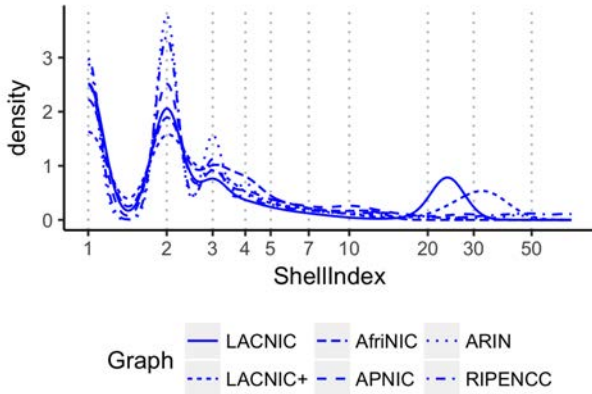 density
3
2
1
0
1 2 3 4 5 7 10 20 30 50
ShellIndex
Graph
LACNIC AfriNIC ARIN
LACNIC+ APNIC RIPENCC